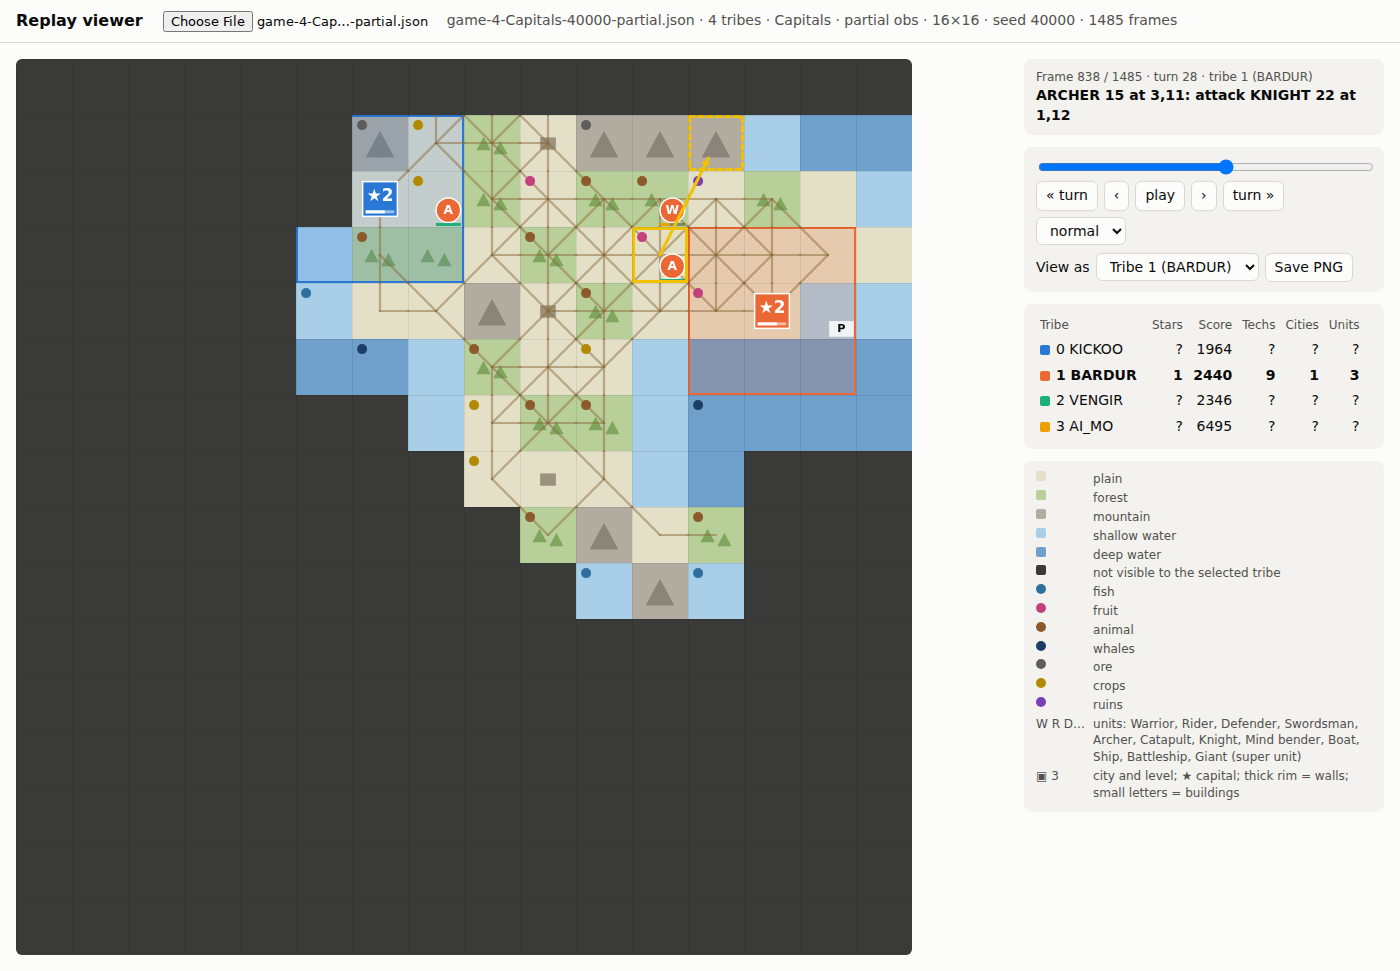 Replay viewer
Choose File game-4-Cap...-partial.json
game-4-Capitals-40000-partial.json · 4 tribes · Capitals · partial obs · 16×16 · seed 40000 · 1485 frames
★2
A
W
A
★2
P
Frame 838 / 1485 · turn 28 · tribe 1 (BARDUR)
ARCHER 15 at 3,11: attack KNIGHT 22 at
1,12
« turn
‹
play
›
turn »
normal
View as Tribe 1 (BARDUR) Save PNG
Tribe Stars Score Techs Cities Units
0 KICKOO ? 1964 ? ? ?
1 BARDUR 1 2440 9 1 3
2 VENGIR ? 2346 ? ? ?
3 AI_MO ? 6495 ? ? ?
plain
forest
mountain
shallow water
deep water
not visible to the selected tribe
fish
fruit
animal
whales
ore
crops
ruins
W R D... units: Warrior, Rider, Defender, Swordsman,
Archer, Catapult, Knight, Mind bender, Boat,
Ship, Battleship, Giant (super unit)
▣ 3 city and level; ★ capital; thick rim = walls;
small letters = buildings